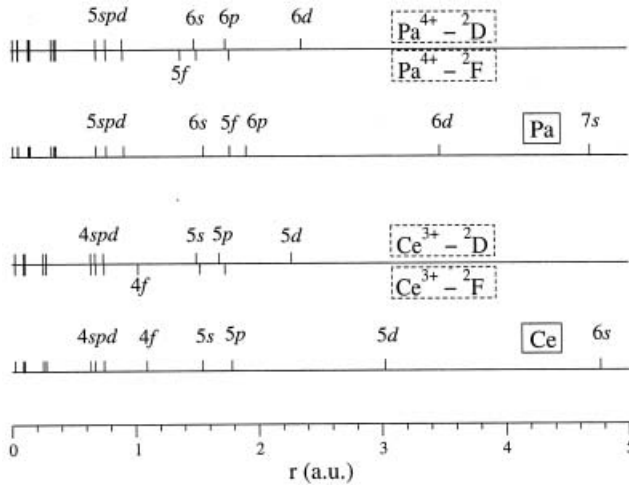 5spd 6s 6p 6d Pa⁴⁺ – ²D
5f Pa⁴⁺ – ²F
5spd 6s 5f 6p 6d Pa 7s
4spd 5s 5p 5d Ce³⁺ – ²D
4f Ce³⁺ – ²F
4spd 4f 5s 5p 5d Ce 6s
0 1 2 3 4 5
r (a.u.)